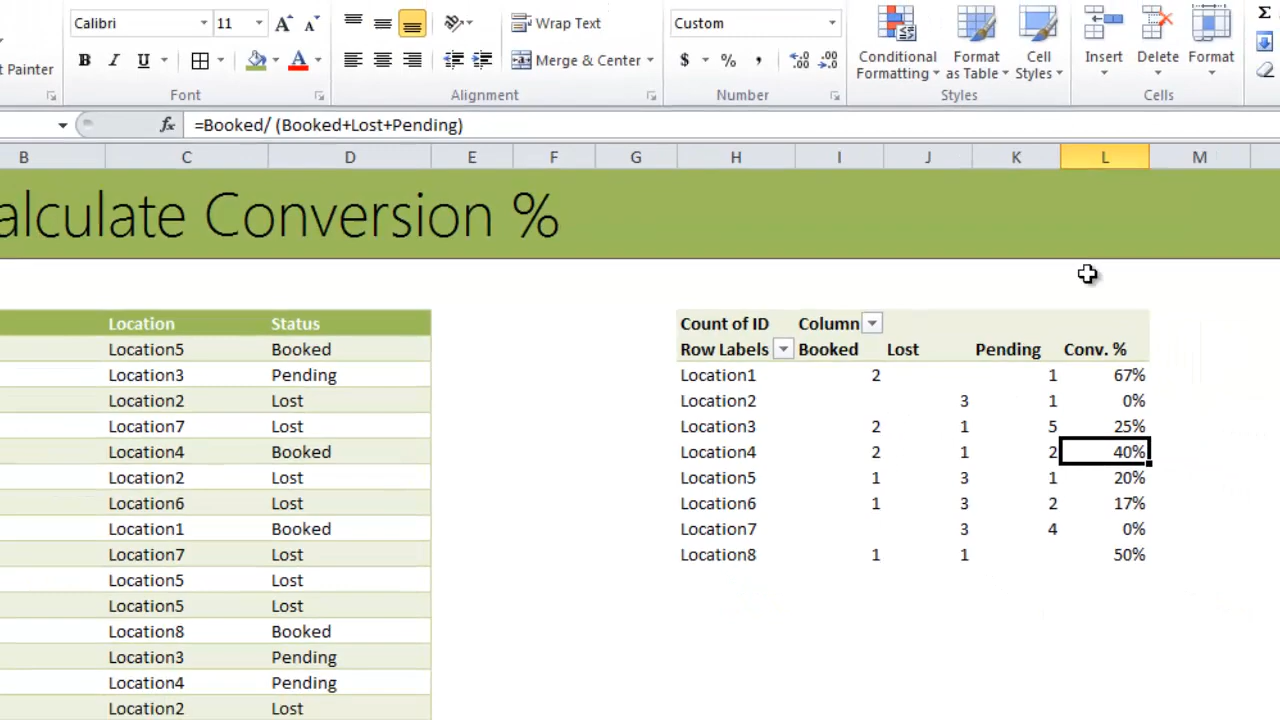 Calibri 11 A A Wrap Text Custom
Painter B I U A Merge & Center $ % , .0 .00 .00 .0 Conditional Formatting Format as Table Cell Styles Insert Delete Format Σ
Font Alignment Number Styles Cells
fx =Booked/ (Booked+Lost+Pending)
B C D E F G H I J K L M
alculate Conversion %
Location Status Count of ID Column
Location5 Booked Row Labels Booked Lost Pending Conv. %
Location3 Pending Location1 2 1 67%
Location2 Lost Location2 3 1 0%
Location7 Lost Location3 2 1 5 25%
Location4 Booked Location4 2 1 2 40%
Location2 Lost Location5 1 3 1 20%
Location6 Lost Location6 1 3 2 17%
Location1 Booked Location7 3 4 0%
Location7 Lost Location8 1 1 50%
Location5 Lost
Location5 Lost
Location8 Booked
Location3 Pending
Location4 Pending
Location2 Lost